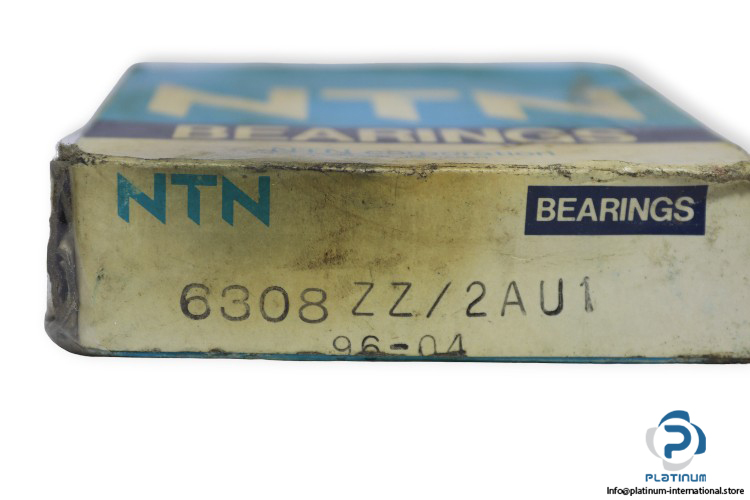 NTN
BEARINGS
NTN BEARINGS
6308 ZZ/2AU1
96-04
PLATINUM
Info@platinum-international.store